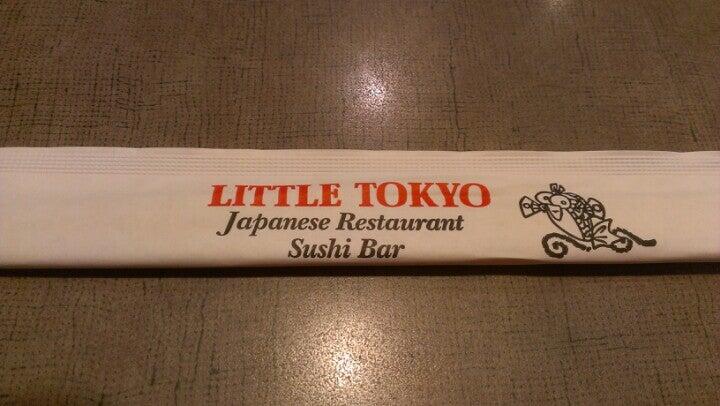 LITTLE TOKYO
Japanese Restaurant
Sushi Bar